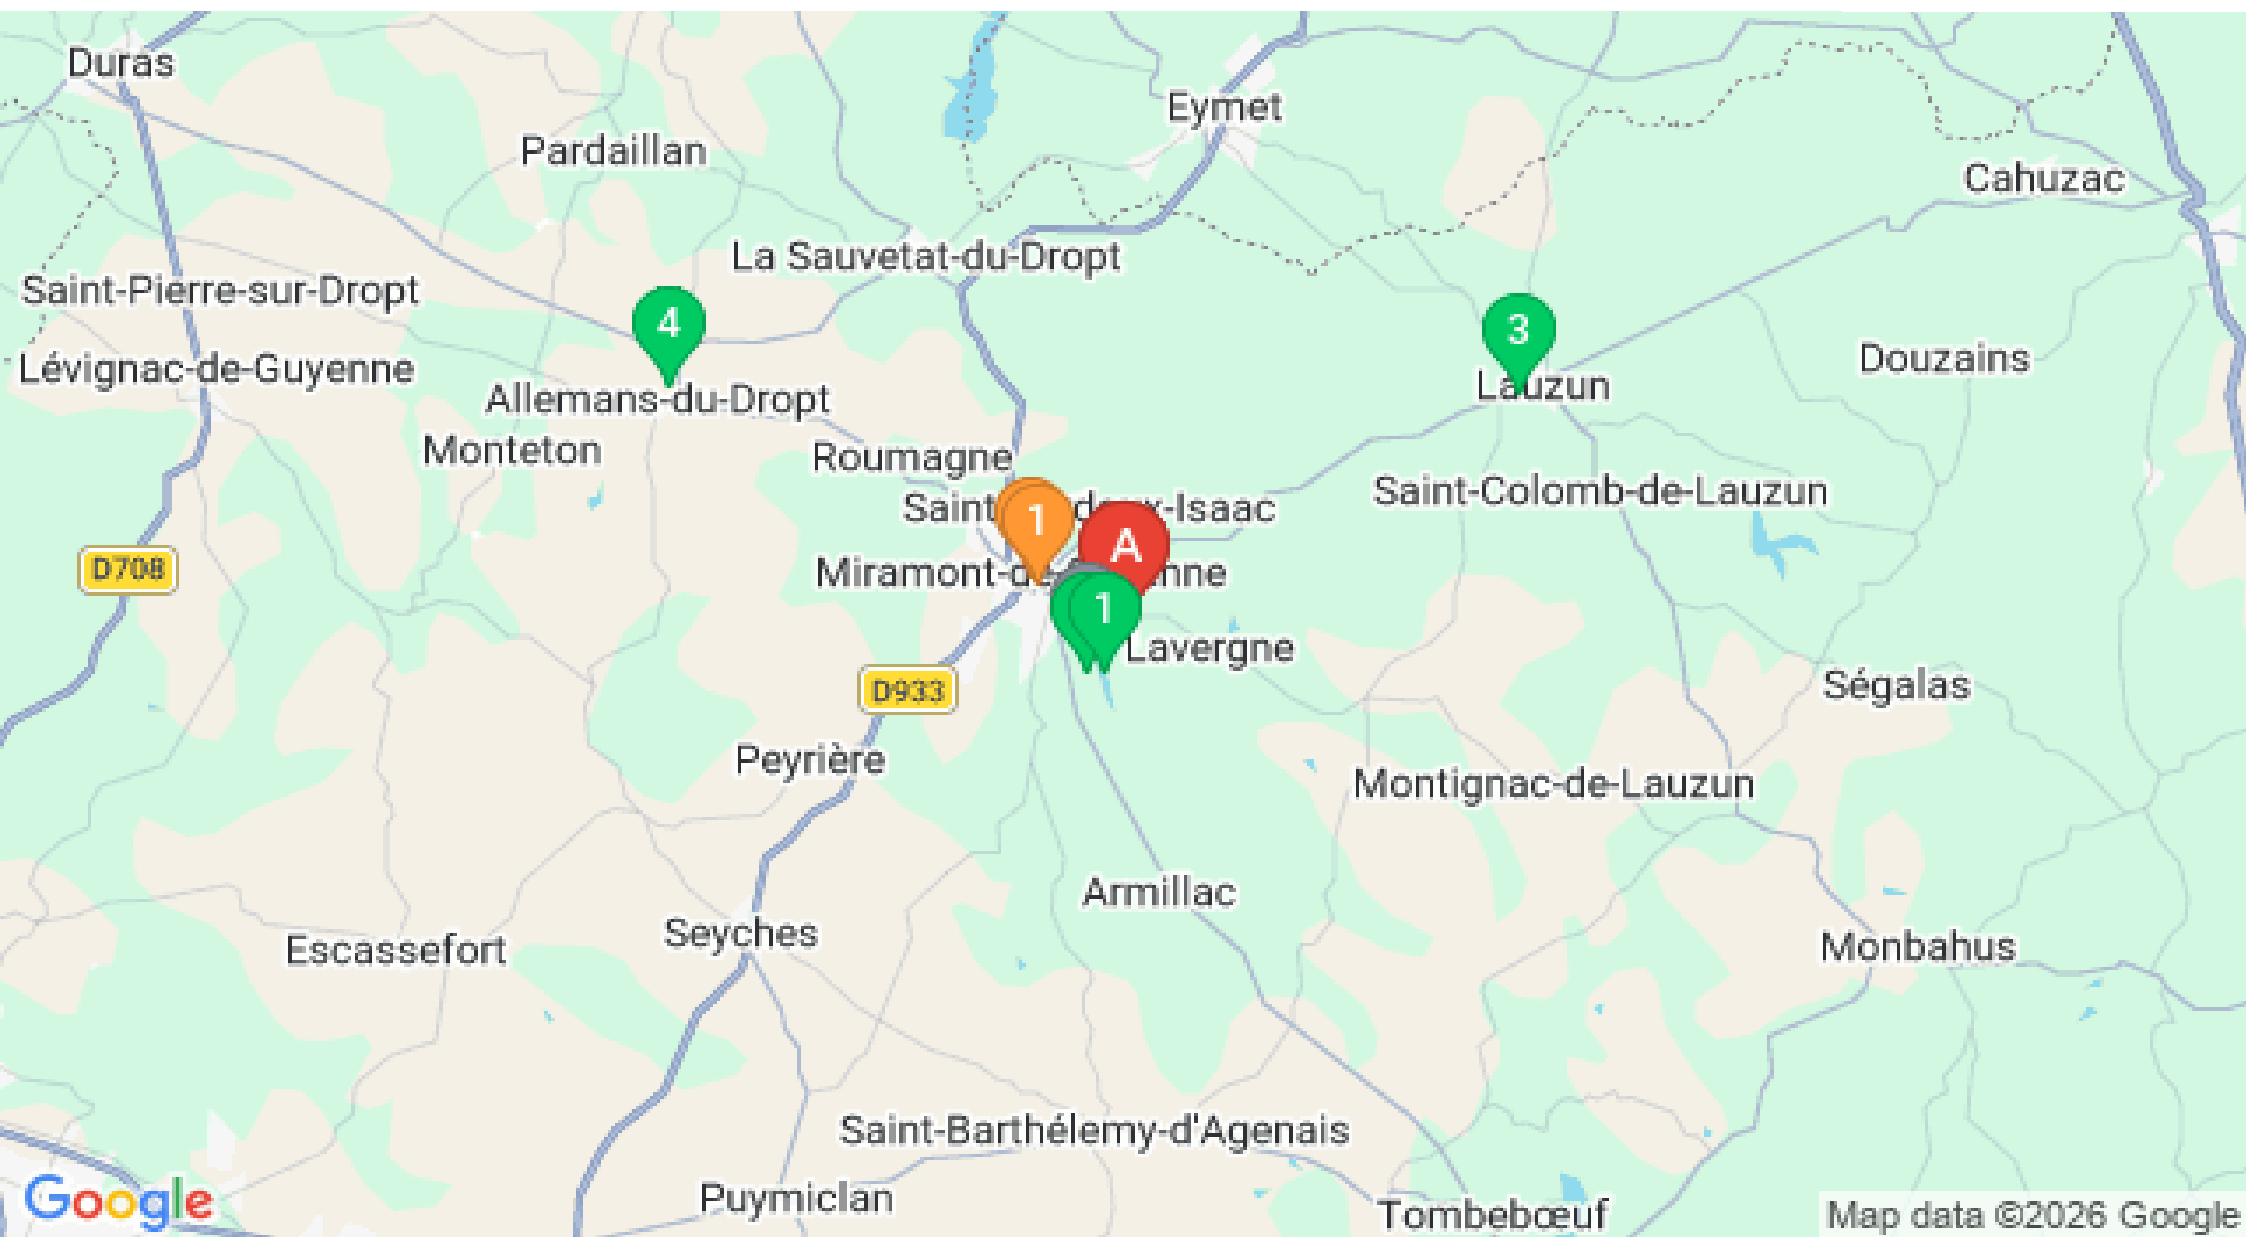 Duras
Eymet
Pardaillan
Cahuzac
La Sauvetat-du-Dropt
Saint-Pierre-sur-Dropt
4
3
Lévignac-de-Guyenne
Douzains
Lauzun
Allemans-du-Dropt
Monteton
Roumagne
Saint-Colomb-de-Lauzun
Saint
-Isaac
1
A
D708
Miramont-de-
nne
1
Lavergne
D933
Ségalas
Peyrière
Montignac-de-Lauzun
Armillac
Seyches
Escassefort
Monbahus
Saint-Barthélemy-d'Agenais
Puymiclan
Google
Tombebœuf
Map data ©2026 Google